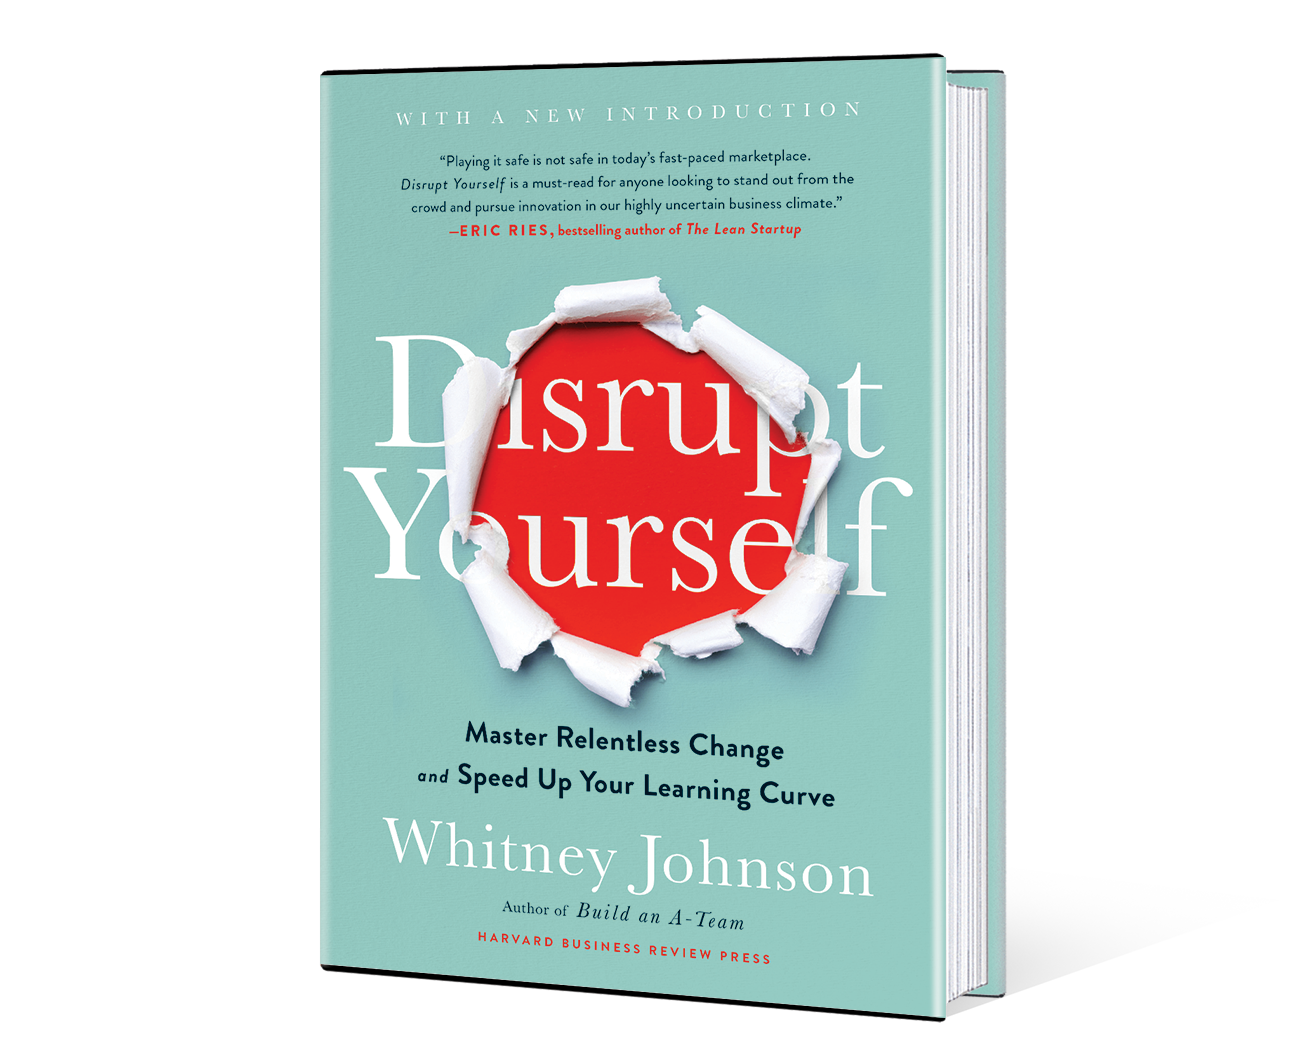 WITH A NEW INTRODUCTION
“Playing it safe is not safe in today’s fast-paced marketplace.
Disrupt Yourself is a must-read for anyone looking to stand out from the
crowd and pursue innovation in our highly uncertain business climate.”
—ERIC RIES, bestselling author of The Lean Startup
Disrupt
Yourself
Master Relentless Change
and Speed Up Your Learning Curve
Whitney Johnson
Author of Build an A-Team
HARVARD BUSINESS REVIEW PRESS